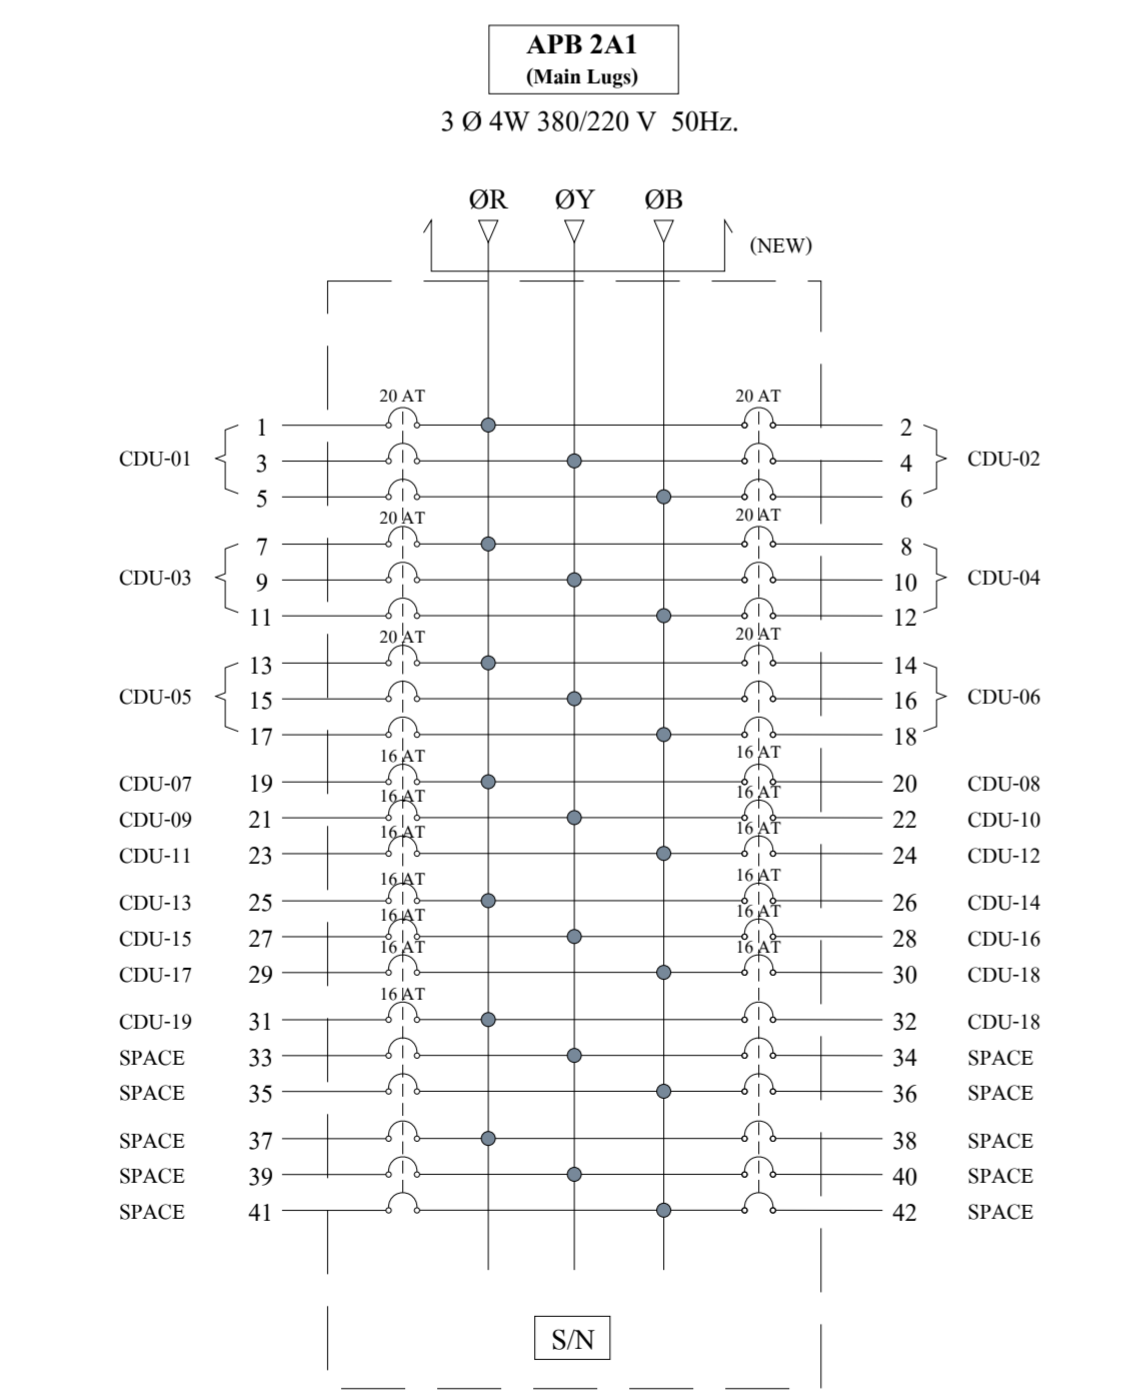 APB 2A1
(Main Lugs)
3 Ø 4W 380/220 V 50Hz.
ØR ØY ØB
(NEW)
20 AT 20 AT
1 2
CDU-01 3 4 CDU-02
5 6
20 AT 20 AT
7 8
CDU-03 9 10 CDU-04
11 12
20 AT 20 AT
13 14
CDU-05 15 16 CDU-06
17 18
16 AT 16 AT
CDU-07 19 20 CDU-08
16 AT 16 AT
CDU-09 21 22 CDU-10
16 AT 16 AT
CDU-11 23 24 CDU-12
16 AT 16 AT
CDU-13 25 26 CDU-14
16 AT 16 AT
CDU-15 27 28 CDU-16
16 AT 16 AT
CDU-17 29 30 CDU-18
16 AT
CDU-19 31 32 CDU-18
SPACE 33 34 SPACE
SPACE 35 36 SPACE
SPACE 37 38 SPACE
SPACE 39 40 SPACE
SPACE 41 42 SPACE
S/N